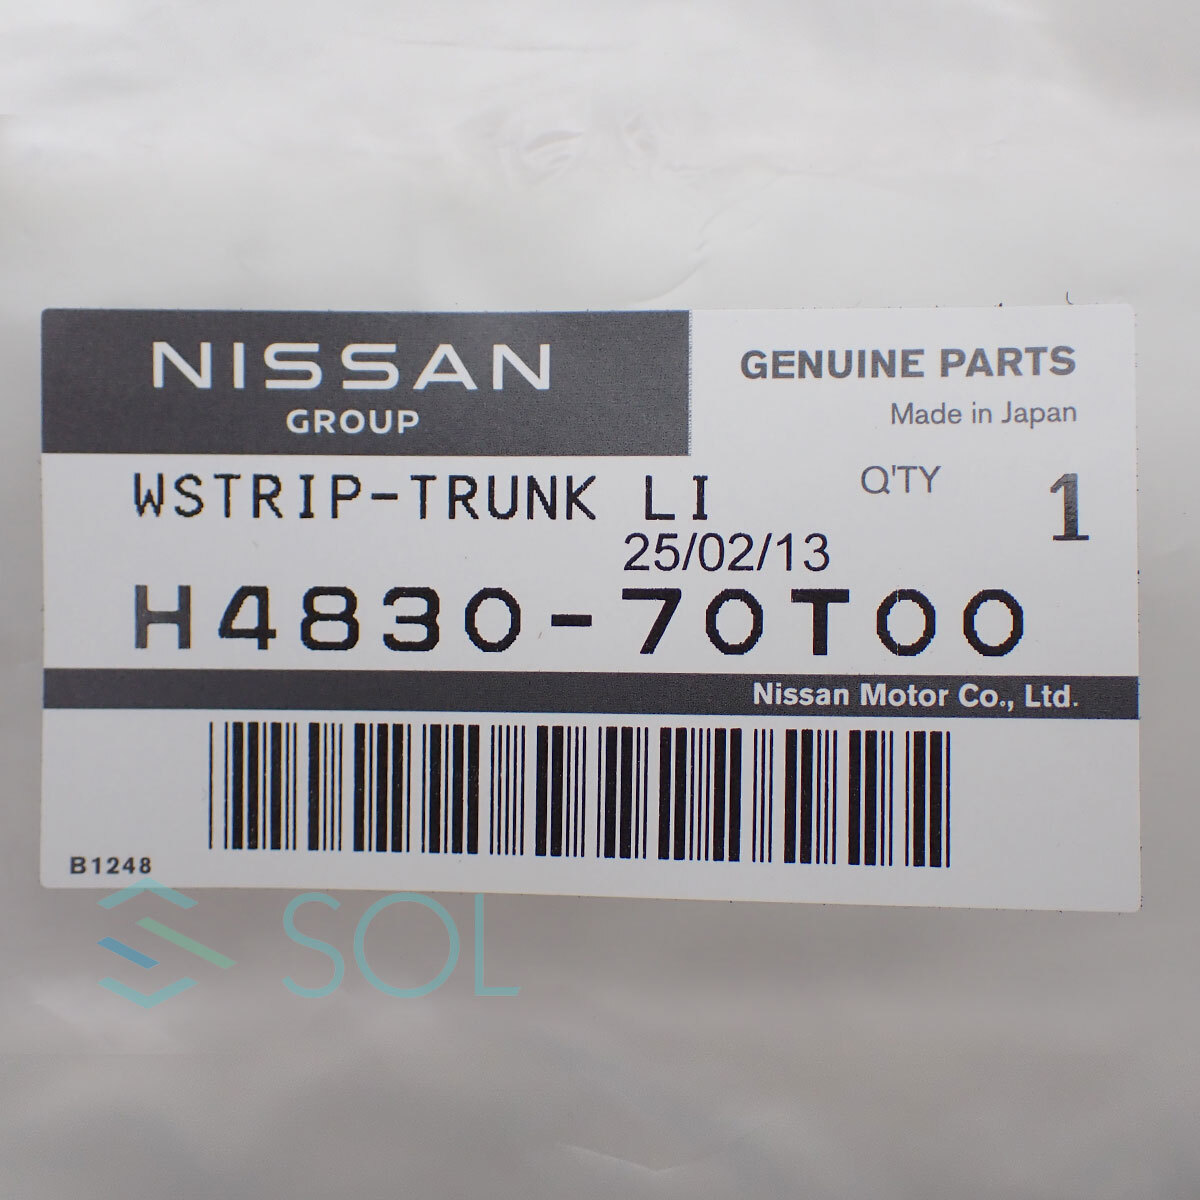 NISSAN
GROUP
GENUINE PARTS
Made in Japan
WSTRIP-TRUNK LI
Q'TY 1
25/02/13
H4830-70T00
Nissan Motor Co., Ltd.
B1248
SOL